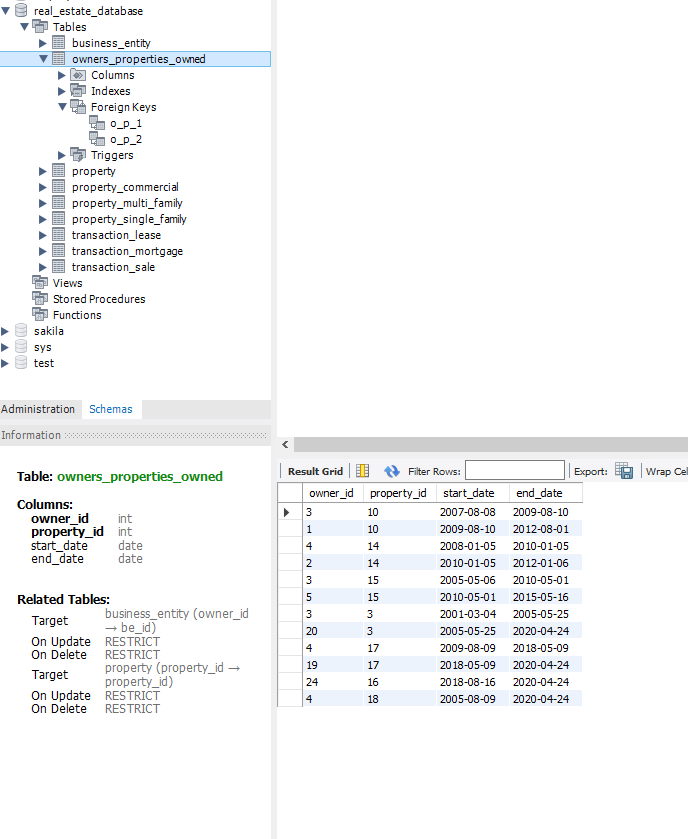 real_estate_database
Tables
business_entity
owners_properties_owned
Columns
Indexes
Foreign Keys
o_p_1
o_p_2
Triggers
property
property_commercial
property_multi_family
property_single_family
transaction_lease
transaction_mortgage
transaction_sale
Views
Stored Procedures
Functions
sakila
sys
test
Administration Schemas
Information
Table: owners_properties_owned
Columns:
owner_id int
property_id int
start_date date
end_date date
Related Tables:
Target business_entity (owner_id
→ be_id)
On Update RESTRICT
On Delete RESTRICT
Target property (property_id →
property_id)
On Update RESTRICT
On Delete RESTRICT
Result Grid Filter Rows: Export: Wrap Cel
owner_id property_id start_date end_date
3 10 2007-08-08 2009-08-10
1 10 2009-08-10 2012-08-01
4 14 2008-01-05 2010-01-05
2 14 2010-01-05 2012-01-06
3 15 2005-05-06 2010-05-01
5 15 2010-05-01 2015-05-16
3 3 2001-03-04 2005-05-25
20 3 2005-05-25 2020-04-24
4 17 2009-08-09 2018-05-09
19 17 2018-05-09 2020-04-24
24 16 2018-08-16 2020-04-24
4 18 2005-08-09 2020-04-24